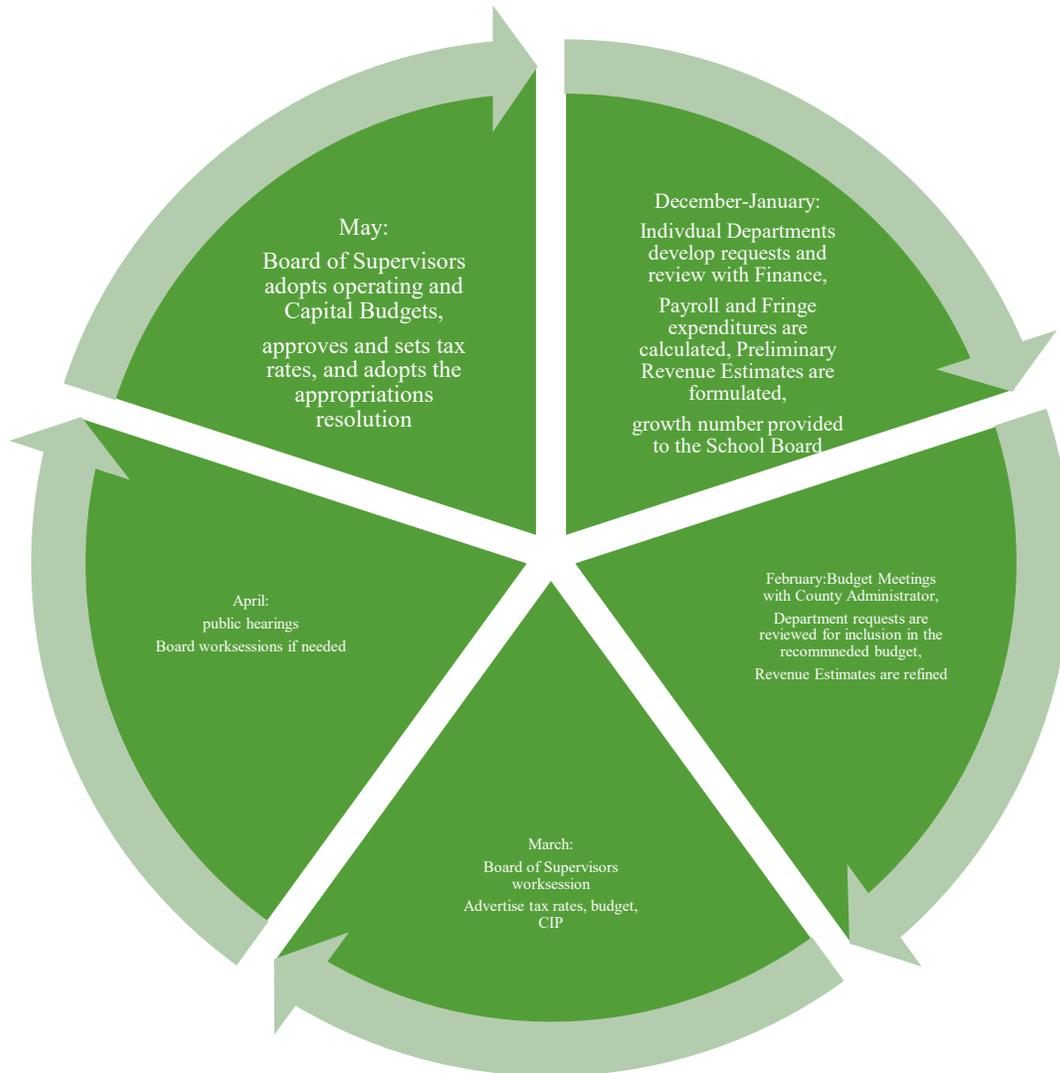 December-January:
Indivdual Departments
develop requests and
review with Finance,
Payroll and Fringe
expenditures are
calculated, Preliminary
Revenue Estimates are
formulated,
growth number provided
to the School Board
February:Budget Meetings
with County Administrator,
Department requests are
reviewed for inclusion in the
recommneded budget,
Revenue Estimates are refined
March:
Board of Supervisors
worksession
Advertise tax rates, budget,
CIP
April:
public hearings
Board worksessions if needed
May:
Board of Supervisors
adopts operating and
Capital Budgets,
approves and sets tax
rates, and adopts the
appropriations
resolution